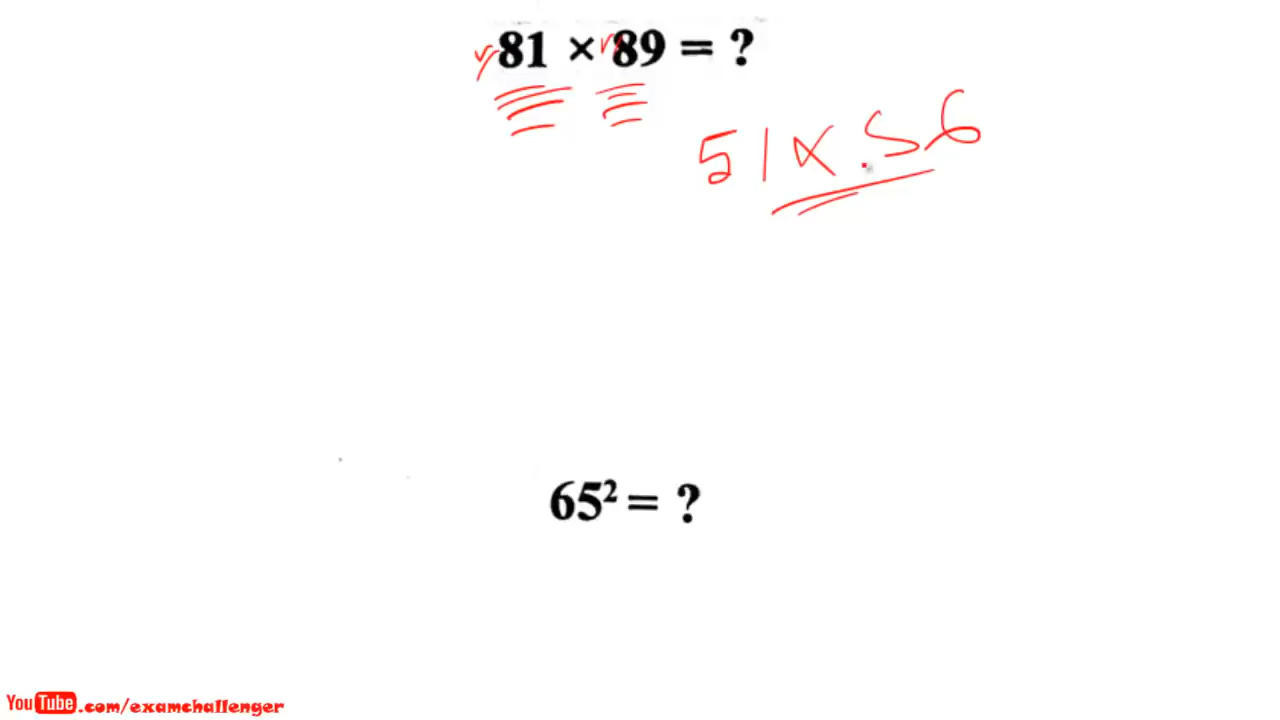 81 × 89 = ?
51 × 56
65² = ?
YouTube.com/examchallenger